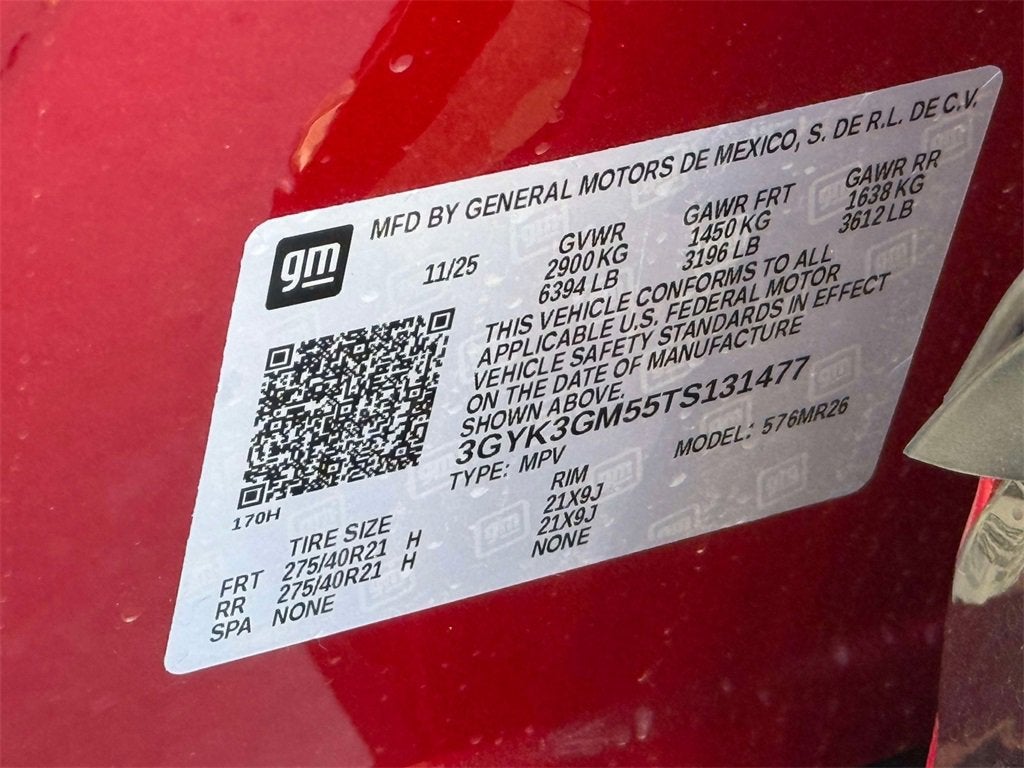 gm
MFD BY GENERAL MOTORS DE MEXICO, S. DE R.L. DE C.V.
11/25
GVWR GAWR FRT GAWR RR
2900 KG 1450 KG 1638 KG
6394 LB 3196 LB 3612 LB
THIS VEHICLE CONFORMS TO ALL
APPLICABLE U.S. FEDERAL MOTOR
VEHICLE SAFETY STANDARDS IN EFFECT
ON THE DATE OF MANUFACTURE
SHOWN ABOVE.
3GYK3GM55TS131477
TYPE: MPV MODEL: 576MR26
170H
TIRE SIZE RIM
FRT 275/40R21 H 21X9J
RR 275/40R21 H 21X9J
SPA NONE NONE